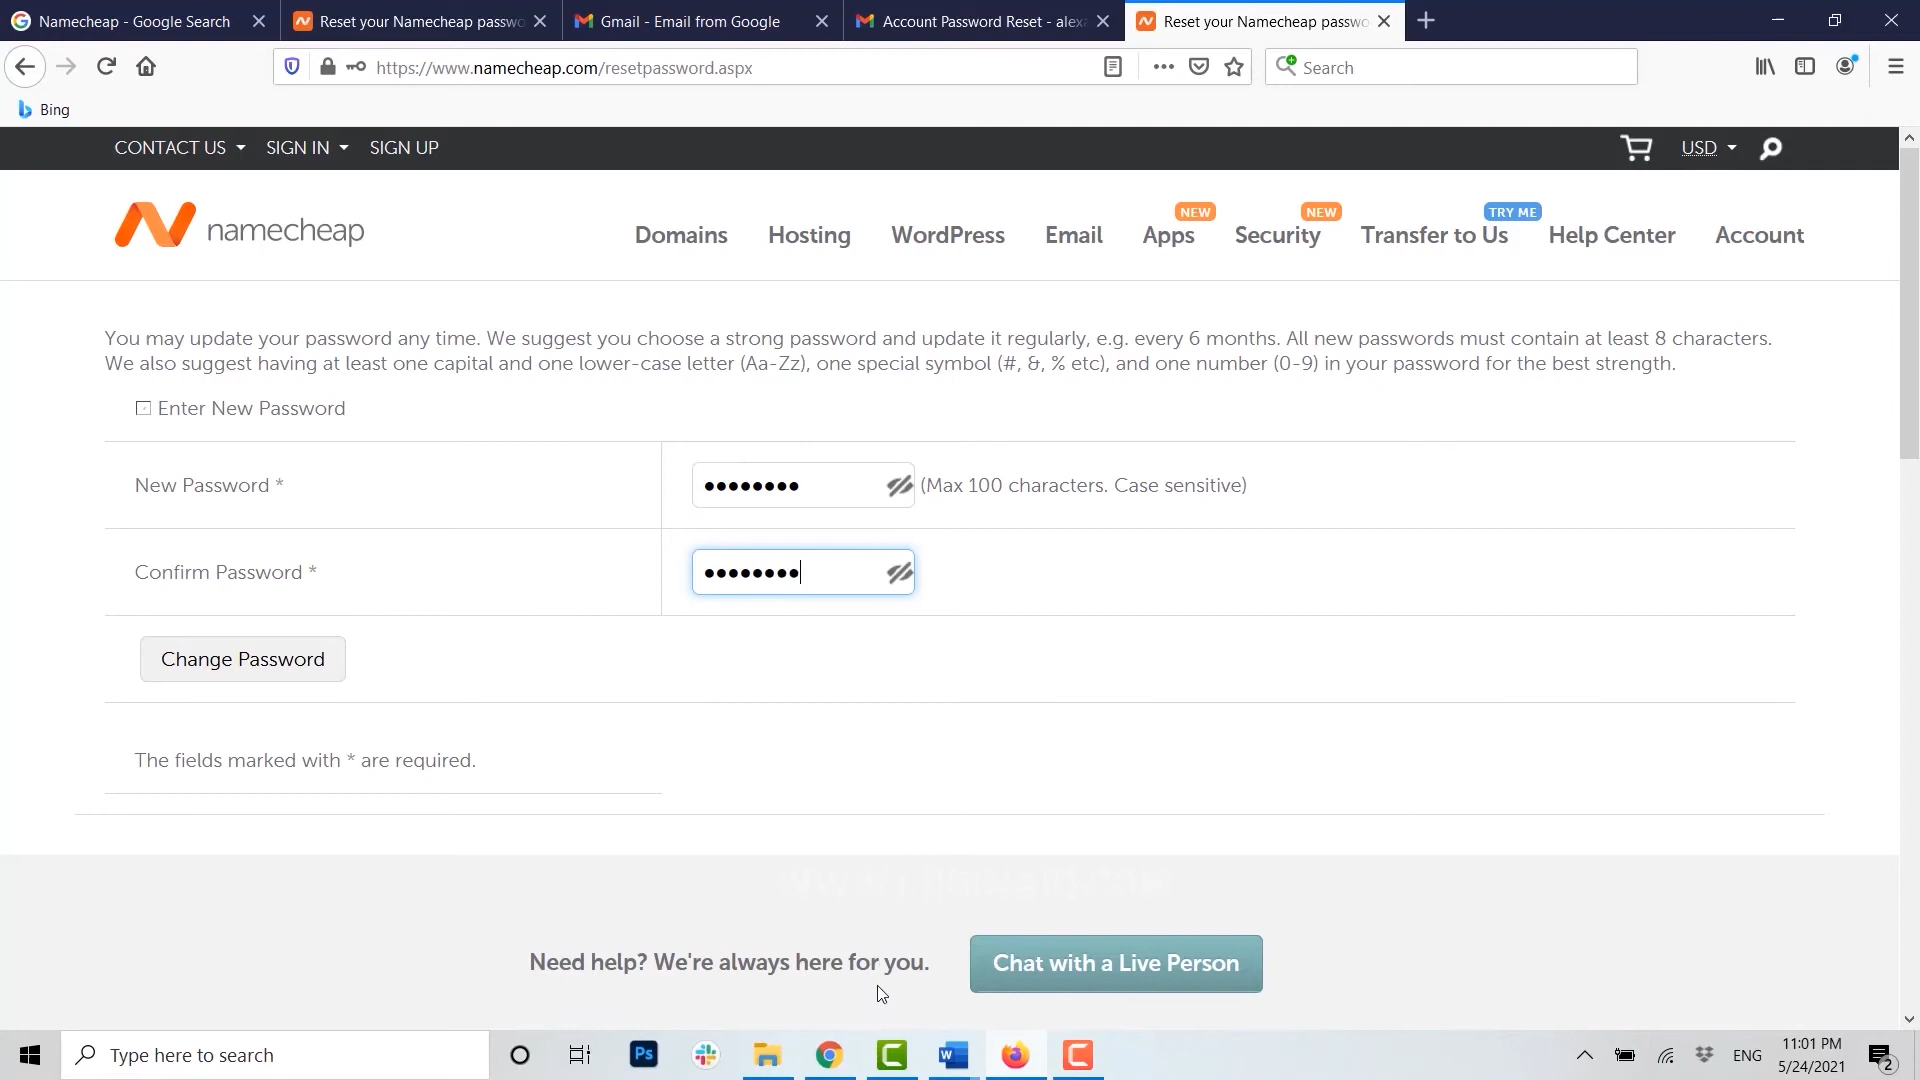 Namecheap - Google Search
Reset your Namecheap passwo
Gmail - Email from Google
Account Password Reset - alexa
Reset your Namecheap passwo
https://www.namecheap.com/resetpassword.aspx
Search
Bing
CONTACT US
SIGN IN
SIGN UP
USD
namecheap
Domains
Hosting
WordPress
Email
Apps
NEW
Security
NEW
Transfer to Us
TRY ME
Help Center
Account
You may update your password any time. We suggest you choose a strong password and update it regularly, e.g. every 6 months. All new passwords must contain at least 8 characters.
We also suggest having at least one capital and one lower-case letter (Aa-Zz), one special symbol (#, &, % etc), and one number (0-9) in your password for the best strength.
Enter New Password
New Password *
••••••••
(Max 100 characters. Case sensitive)
Confirm Password *
••••••••
Change Password
The fields marked with * are required.
Need help? We're always here for you.
Chat with a Live Person
Type here to search
Ps
W
ENG
11:01 PM
5/24/2021
2